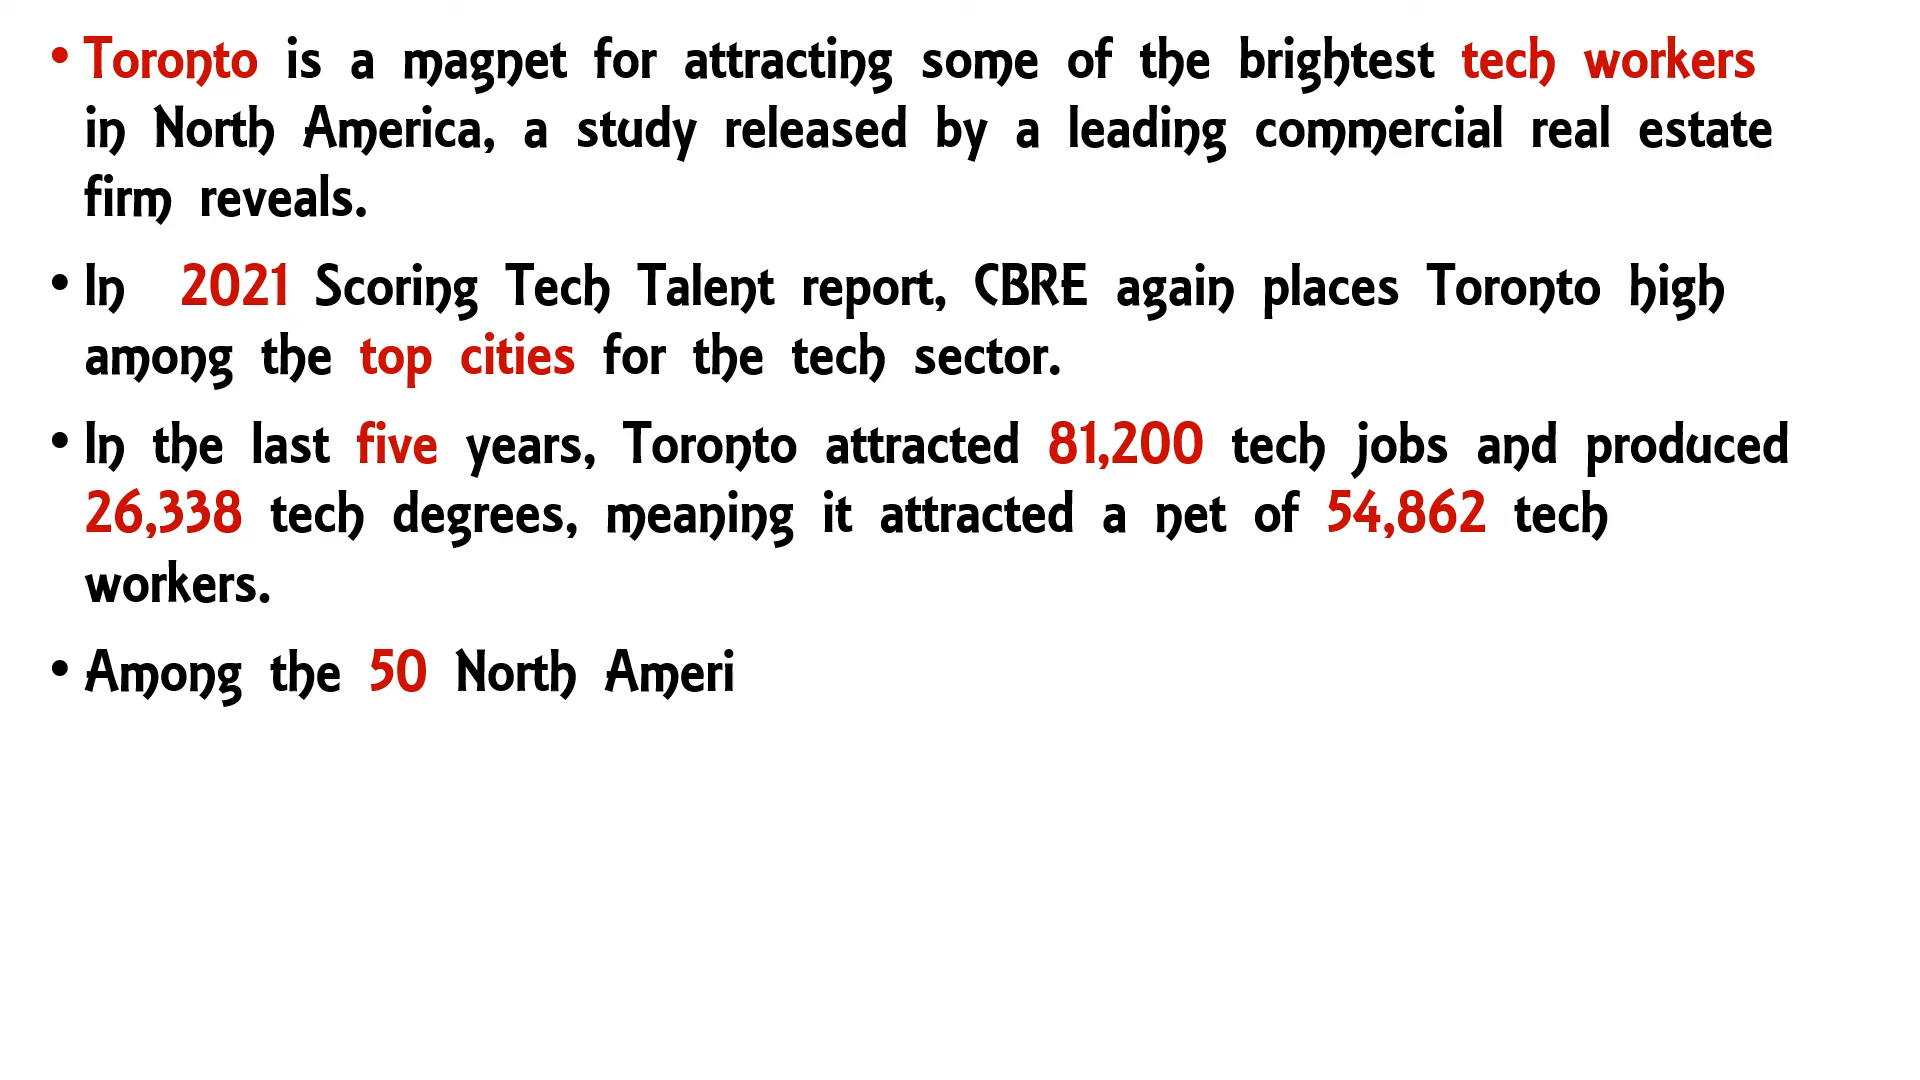 • Toronto is a magnet for attracting some of the brightest tech workers
in North America, a study released by a leading commercial real estate
firm reveals.
• In 2021 Scoring Tech Talent report, CBRE again places Toronto high
among the top cities for the tech sector.
• In the last five years, Toronto attracted 81,200 tech jobs and produced
26,338 tech degrees, meaning it attracted a net of 54,862 tech
workers.
• Among the 50 North Ameri